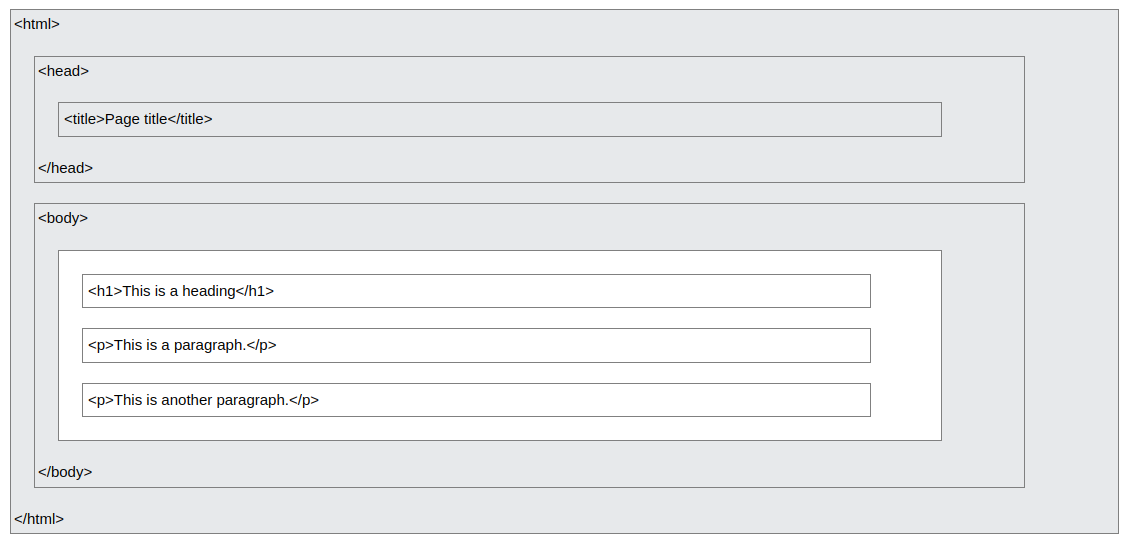 <html>
<head>
<title>Page title</title>
</head>
<body>
<h1>This is a heading</h1>
<p>This is a paragraph.</p>
<p>This is another paragraph.</p>
</body>
</html>